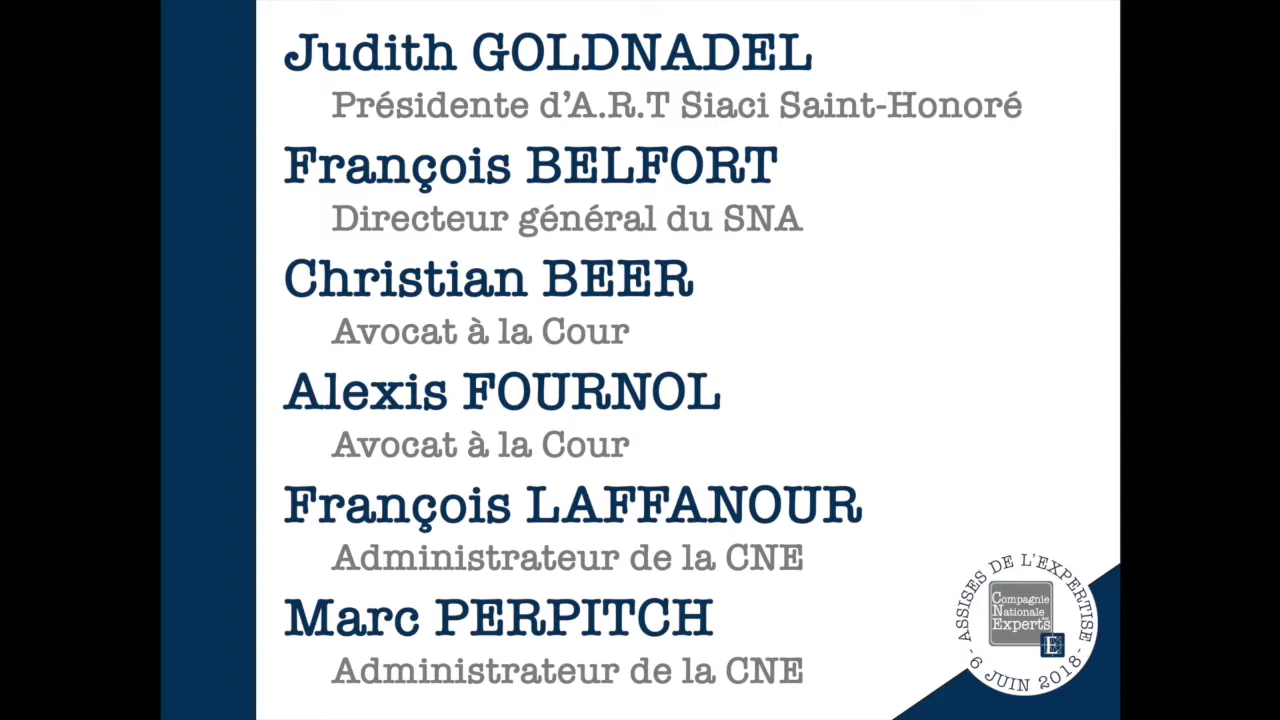 Judith GOLDNADEL
Présidente d'A.R.T Siaci Saint-Honoré
François BELFORT
Directeur général du SNA
Christian BEER
Avocat à la Cour
Alexis FOURNOL
Avocat à la Cour
François LAFFANOUR
Administrateur de la CNE
Marc PERPITCH
Administrateur de la CNE
ASSISES DE L'EXPERTISE
Compagnie
Nationale
Experts
E
- 6 JUIN 2018 -